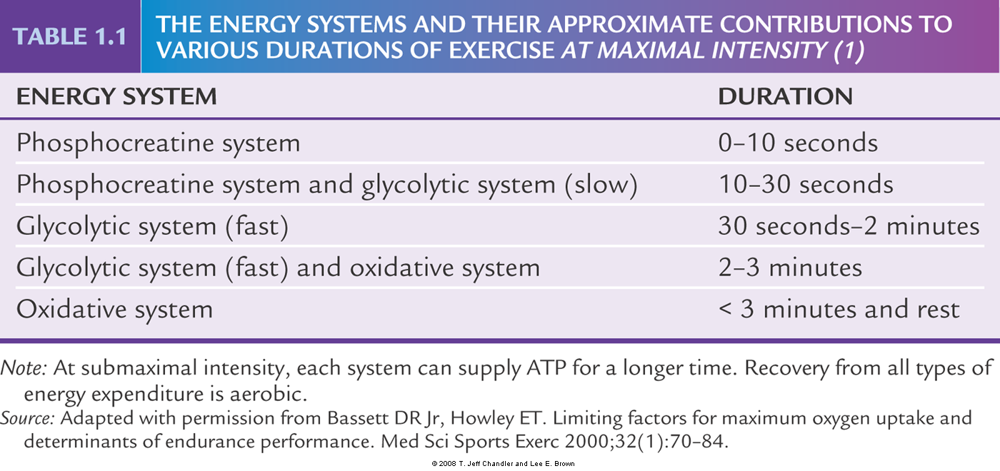 TABLE 1.1
THE ENERGY SYSTEMS AND THEIR APPROXIMATE CONTRIBUTIONS TO
VARIOUS DURATIONS OF EXERCISE AT MAXIMAL INTENSITY (1)
ENERGY SYSTEM DURATION
Phosphocreatine system 0–10 seconds
Phosphocreatine system and glycolytic system (slow) 10–30 seconds
Glycolytic system (fast) 30 seconds–2 minutes
Glycolytic system (fast) and oxidative system 2–3 minutes
Oxidative system < 3 minutes and rest
Note: At submaximal intensity, each system can supply ATP for a longer time. Recovery from all types of
energy expenditure is aerobic.
Source: Adapted with permission from Bassett DR Jr, Howley ET. Limiting factors for maximum oxygen uptake and
determinants of endurance performance. Med Sci Sports Exerc 2000;32(1):70–84.
© 2008 T. Jeff Chandler and Lee E. Brown